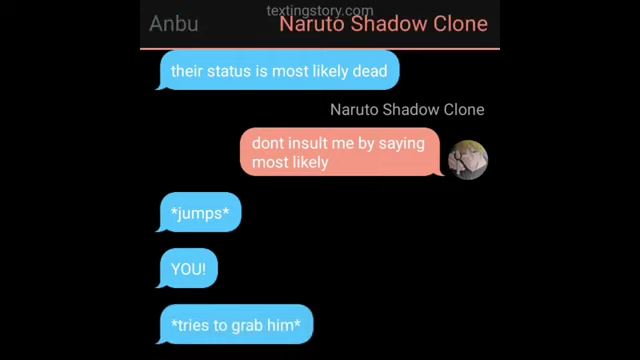 textingstory.com
Anbu
Naruto Shadow Clone
their status is most likely dead
Naruto Shadow Clone
dont insult me by saying
most likely
*jumps*
YOU!
*tries to grab him*